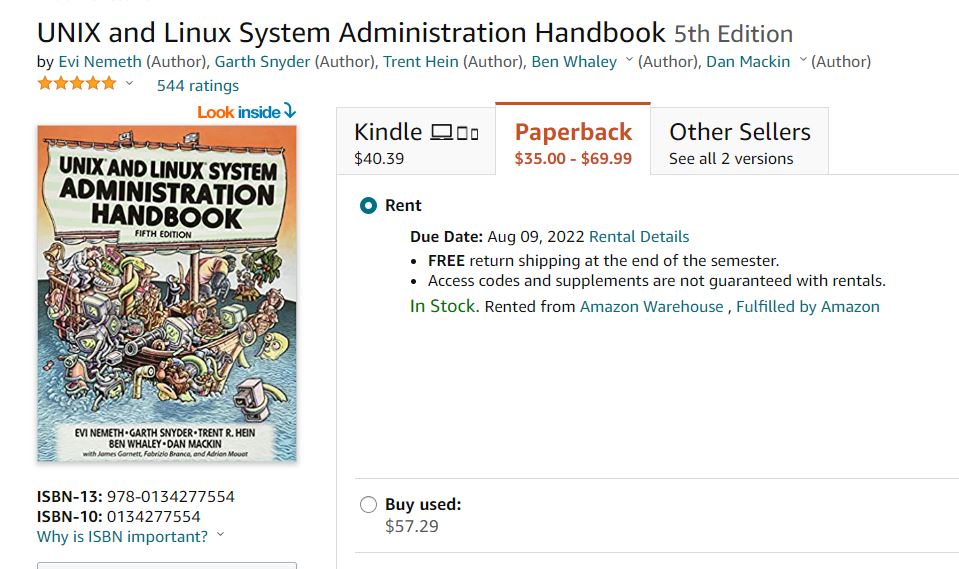 UNIX and Linux System Administration Handbook 5th Edition
by Evi Nemeth (Author), Garth Snyder (Author), Trent Hein (Author), Ben Whaley (Author), Dan Mackin (Author)
544 ratings
Look inside
UNIX AND LINUX SYSTEM
ADMINISTRATION
HANDBOOK
FIFTH EDITION
EVI NEMETH • GARTH SNYDER • TRENT R. HEIN
BEN WHALEY • DAN MACKIN
with James Garnett, Fabrizio Branca, and Adrian Mouat
ISBN-13: 978-0134277554
ISBN-10: 0134277554
Why is ISBN important?
Kindle
$40.39
Paperback
$35.00 - $69.99
Other Sellers
See all 2 versions
Rent
Due Date: Aug 09, 2022 Rental Details
• FREE return shipping at the end of the semester.
• Access codes and supplements are not guaranteed with rentals.
In Stock. Rented from Amazon Warehouse , Fulfilled by Amazon
Buy used:
$57.29